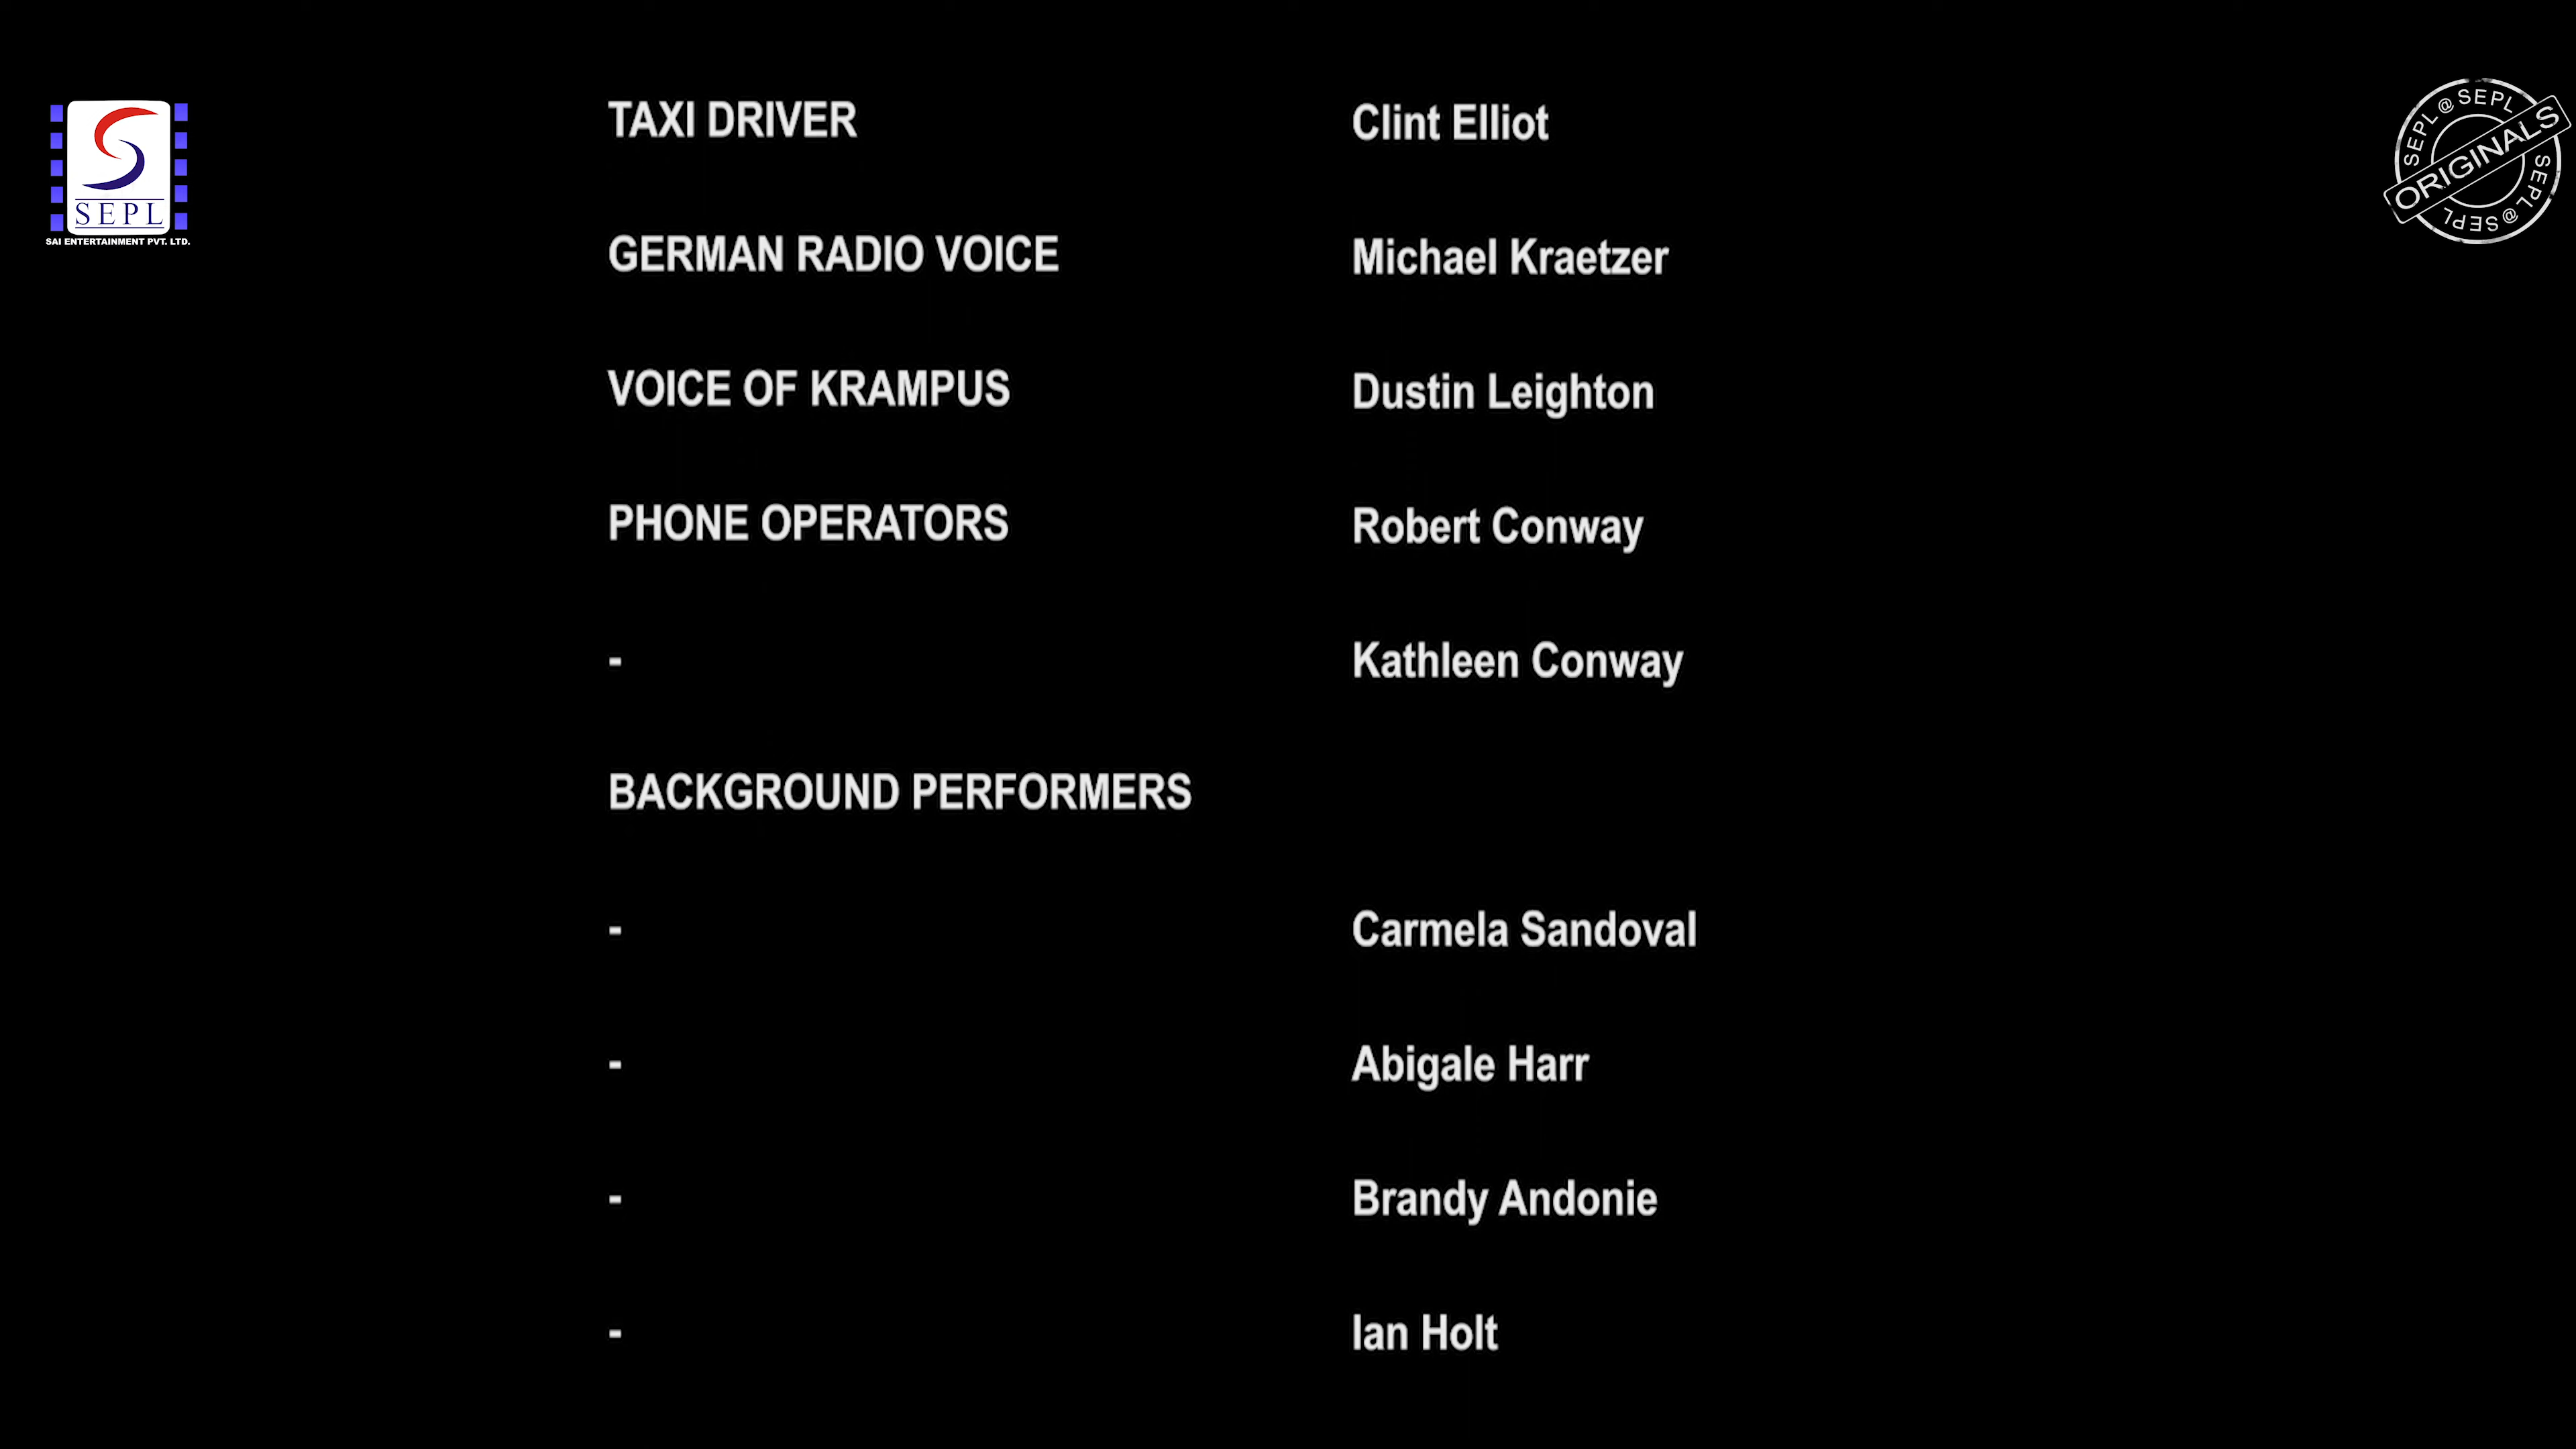 TAXI DRIVER Clint Elliot
GERMAN RADIO VOICE Michael Kraetzer
VOICE OF KRAMPUS Dustin Leighton
PHONE OPERATORS Robert Conway
- Kathleen Conway
BACKGROUND PERFORMERS
- Carmela Sandoval
- Abigale Harr
- Brandy Andonie
- Ian Holt
SEPL
SAI ENTERTAINMENT PVT. LTD.
SEPL@SEPL
ORIGINALS
SEPL@SEPL